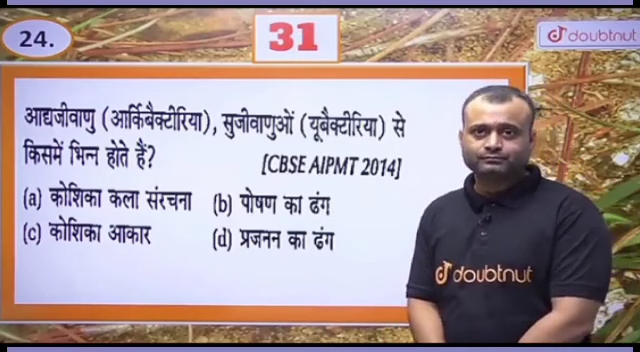 24.
31
doubtnut
आद्यजीवाणु (आर्किबैक्टीरिया), सुजीवाणुओं (यूबैक्टीरिया) से
किसमें भिन्न होते हैं?
[CBSE AIPMT 2014]
(a) कोशिका कला संरचना (b) पोषण का ढंग
(c) कोशिका आकार (d) प्रजनन का ढंग
doubtnut